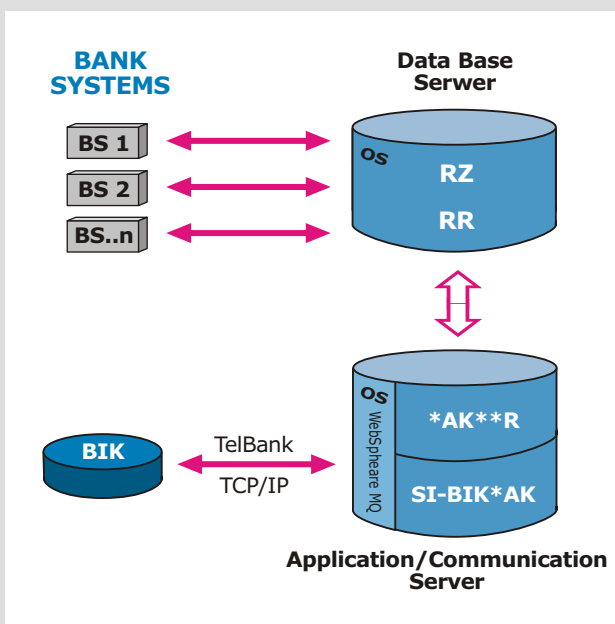 BANK
SYSTEMS
Data Base
Serwer
BS 1
BS 2
BS..n
OS
RZ
RR
OS
WebSpheare MQ
*AK**R
SI-BIK*AK
BIK
TelBank
TCP/IP
Application/Communication
Server